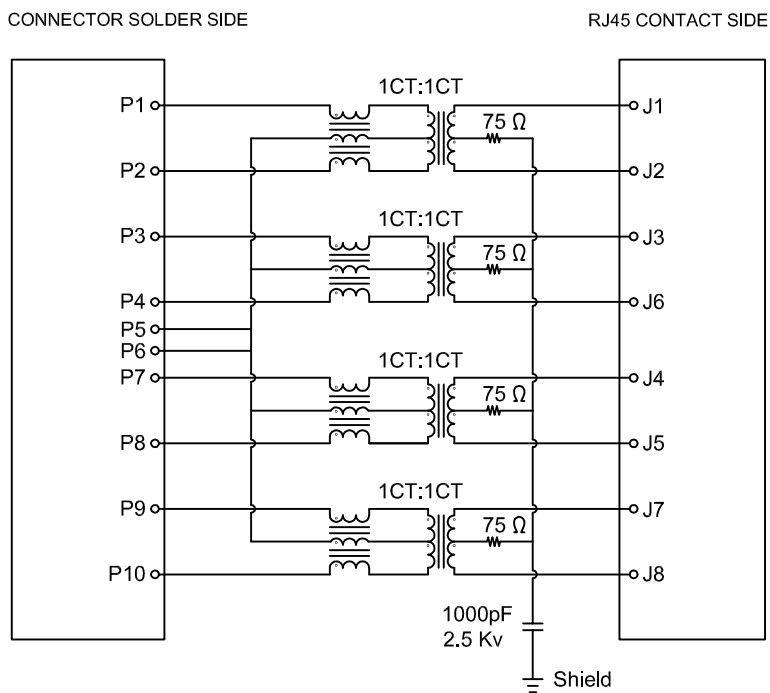 CONNECTOR SOLDER SIDE
RJ45 CONTACT SIDE
1CT:1CT
P1
75 Ω
J1
P2
J2
1CT:1CT
P3
75 Ω
J3
P4
J6
P5
P6
1CT:1CT
P7
75 Ω
J4
P8
J5
1CT:1CT
P9
75 Ω
J7
P10
J8
1000pF
2.5 Kv
Shield